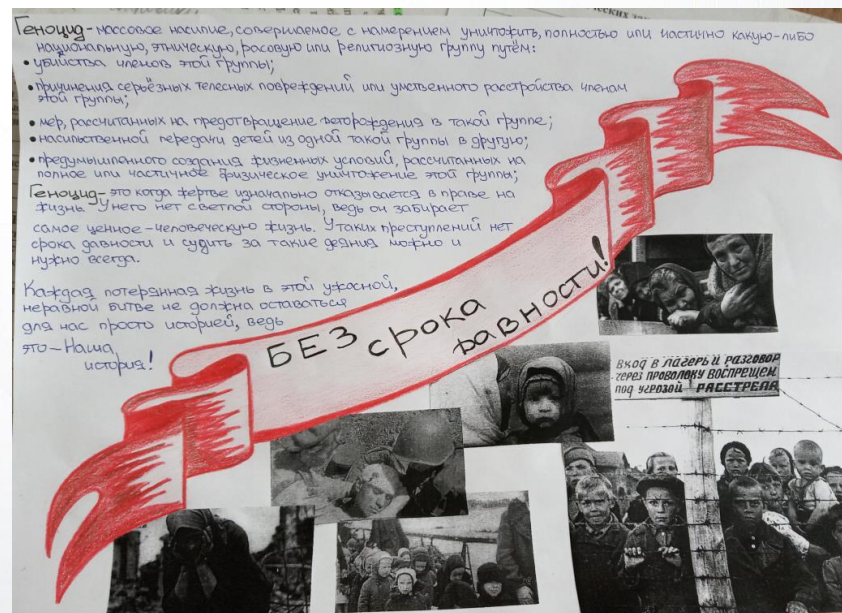 Геноцид - массовое насилие, совершаемое с намерением уничтожить, полностью или частично какую-либо
национальную, этническую, расовую или религиозную группу путём:
• убийства членов этой группы;
• причинения серьёзных телесных повреждений или умственного расстройства членам
этой группы;
• мер, рассчитанных на предотвращение деторождения в такой группе;
• насильственной передачи детей из одной такой группы в другую;
• предумышленного создания жизненных условий, рассчитанных на
полное или частичное физическое уничтожение этой группы;
Геноцид - это когда жертве изначально отказывается в праве на
жизнь. У него нет светлой стороны, ведь он забирает
самое ценное - человеческую жизнь. У таких преступлений нет
срока давности и судить за такие деяния можно и
нужно всегда.
Каждая потерянная жизнь в этой ужасной,
неравной битве не должна оставаться
для нас просто историей, ведь
это - Наша
история!
БЕЗ срока давности!
ВХОД В ЛАГЕРЬ И РАЗГОВОР
ЧЕРЕЗ ПРОВОЛОКУ ВОСПРЕЩЕН
ПОД УГРОЗОЙ РАССТРЕЛА